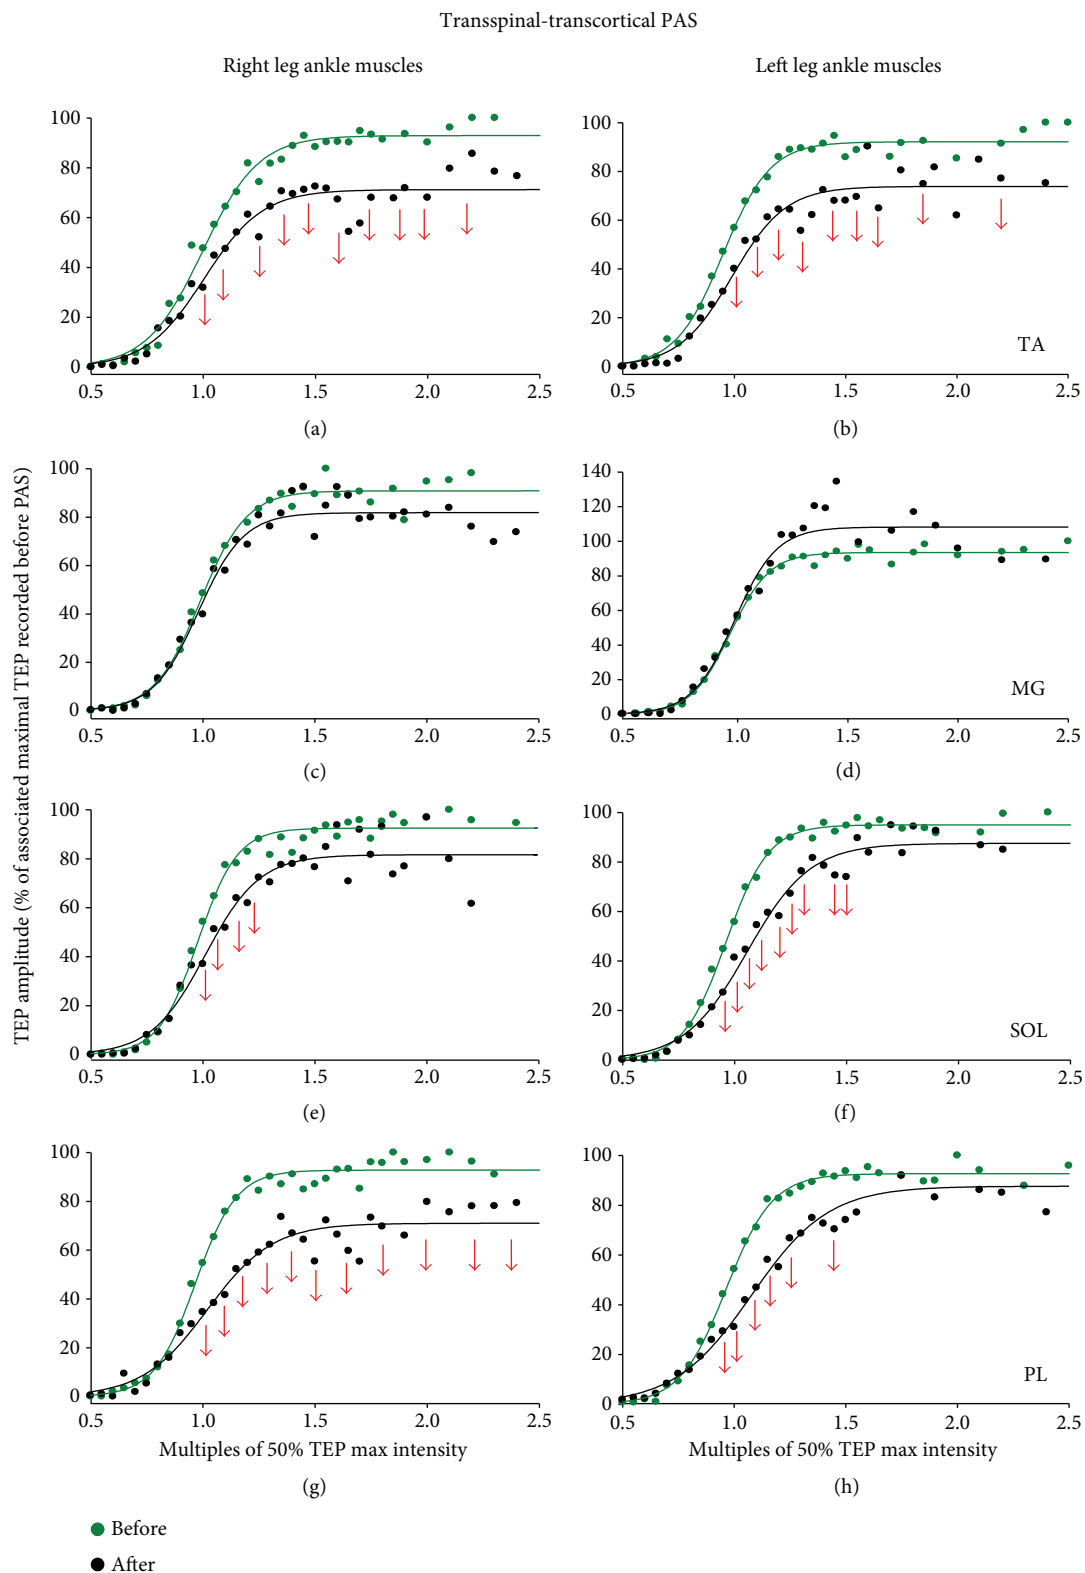 Transspinal-transcortical PAS
Right leg ankle muscles
Left leg ankle muscles
TEP amplitude (% of associated maximal TEP recorded before PAS)
100
80
60
40
20
0
0.5 1.0 1.5 2.0 2.5
(a)
100
80
60
40
20
0
TA
0.5 1.0 1.5 2.0 2.5
(b)
100
80
60
40
20
0
0.5 1.0 1.5 2.0 2.5
(c)
140
120
100
80
60
40
20
0
MG
0.5 1.0 1.5 2.0 2.5
(d)
100
80
60
40
20
0
0.5 1.0 1.5 2.0 2.5
(e)
100
80
60
40
20
0
SOL
0.5 1.0 1.5 2.0 2.5
(f)
100
80
60
40
20
0
0.5 1.0 1.5 2.0 2.5
Multiples of 50% TEP max intensity
(g)
100
80
60
40
20
0
PL
0.5 1.0 1.5 2.0 2.5
Multiples of 50% TEP max intensity
(h)
Before
After